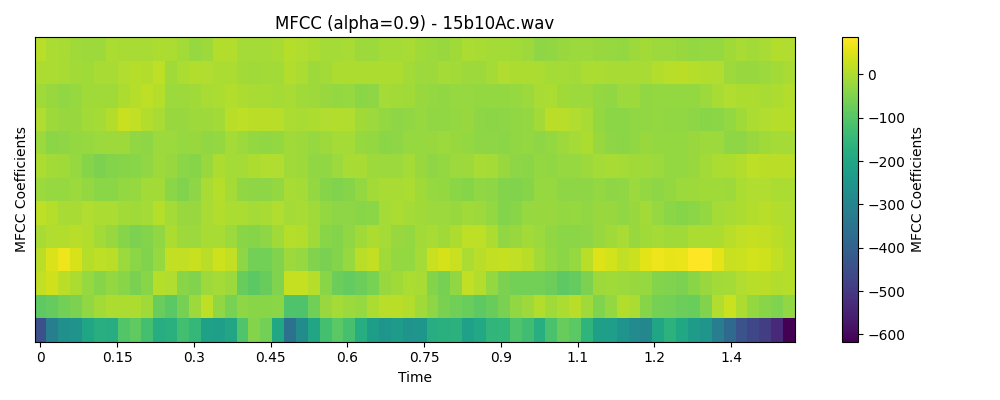 MFCC (alpha=0.9) - 15b10Ac.wav
MFCC Coefficients
0 0.15 0.3 0.45 0.6 0.75 0.9 1.1 1.2 1.4
Time
0
−100
−200
−300
−400
−500
−600
MFCC Coefficients